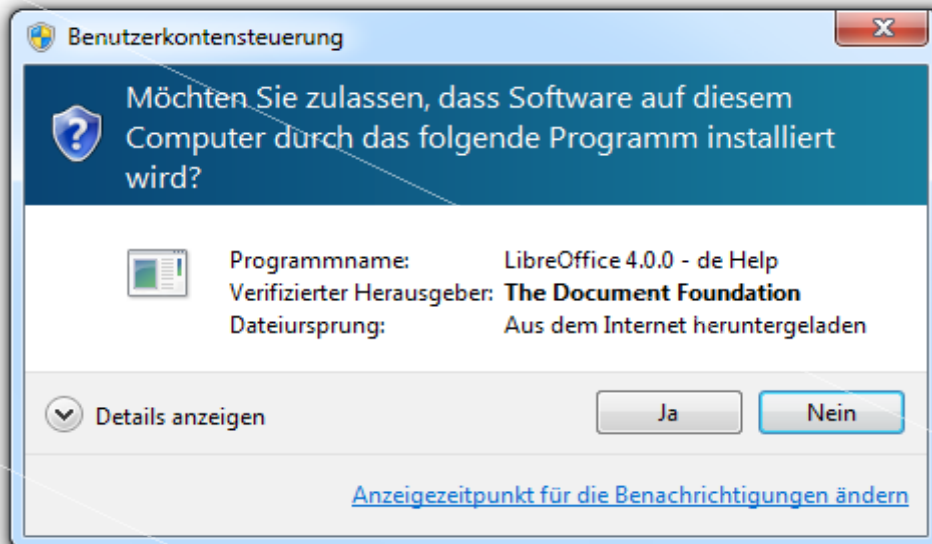 Benutzerkontensteuerung
Möchten Sie zulassen, dass Software auf diesem
Computer durch das folgende Programm installiert
wird?
Programmname: LibreOffice 4.0.0 - de Help
Verifizierter Herausgeber: The Document Foundation
Dateiursprung: Aus dem Internet heruntergeladen
Details anzeigen Ja Nein
Anzeigezeitpunkt für die Benachrichtigungen ändern